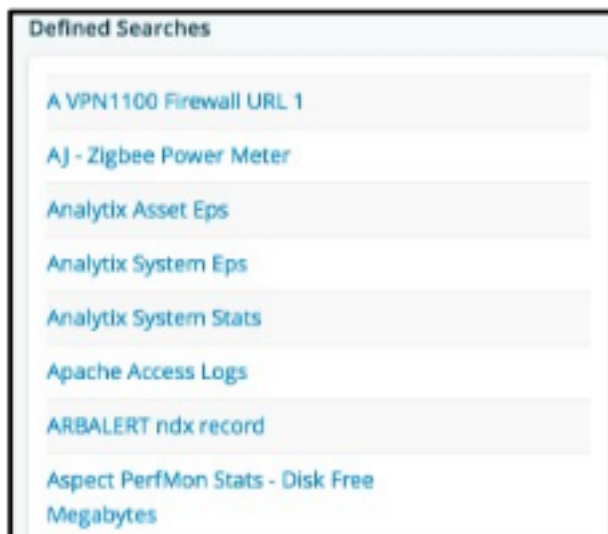 Defined Searches
A VPN1100 Firewall URL 1
AJ - Zigbee Power Meter
Analytix Asset Eps
Analytix System Eps
Analytix System Stats
Apache Access Logs
ARBALERT ndx record
Aspect PerfMon Stats - Disk Free
Megabytes